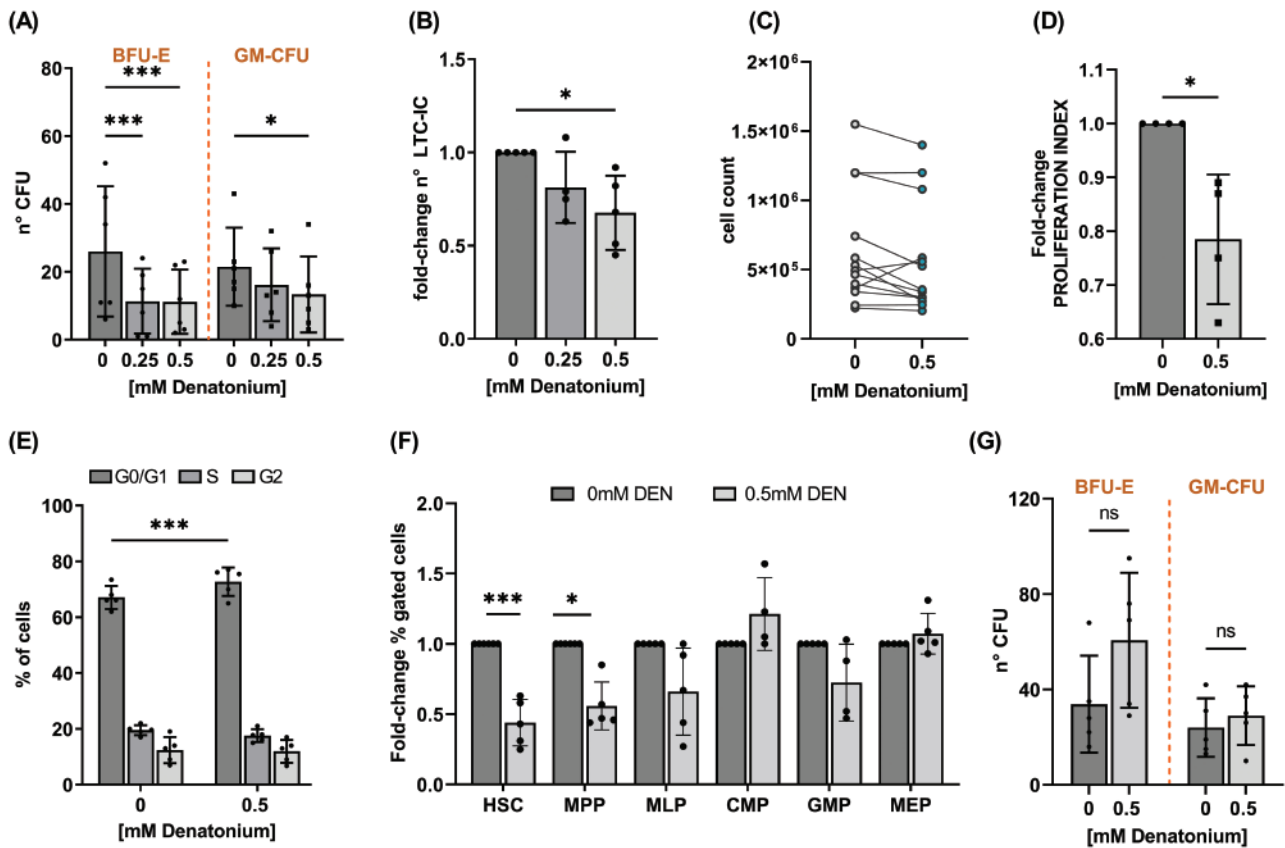 (A)
BFU-E GM-CFU
***
***
*
n° CFU
80
60
40
20
0
0 0.25 0.5 0 0.25 0.5
[mM Denatonium]
(B)
*
fold-change n° LTC-IC
1.5
1.0
0.5
0.0
0 0.25 0.5
[mM Denatonium]
(C)
cell count
2×10⁶
1.5×10⁶
1×10⁶
5×10⁵
0
0 0.5
[mM Denatonium]
(D)
*
Fold-change
PROLIFERATION INDEX
1.1
1.0
0.9
0.8
0.7
0.6
0 0.5
[mM Denatonium]
(E)
G0/G1 S G2
***
% of cells
100
80
60
40
20
0
0 0.5
[mM Denatonium]
(F)
0mM DEN 0.5mM DEN
*** *
Fold-change % gated cells
2.0
1.5
1.0
0.5
0.0
HSC MPP MLP CMP GMP MEP
(G)
BFU-E GM-CFU
ns
ns
n° CFU
120
80
40
0
0 0.5 0 0.5
[mM Denatonium]